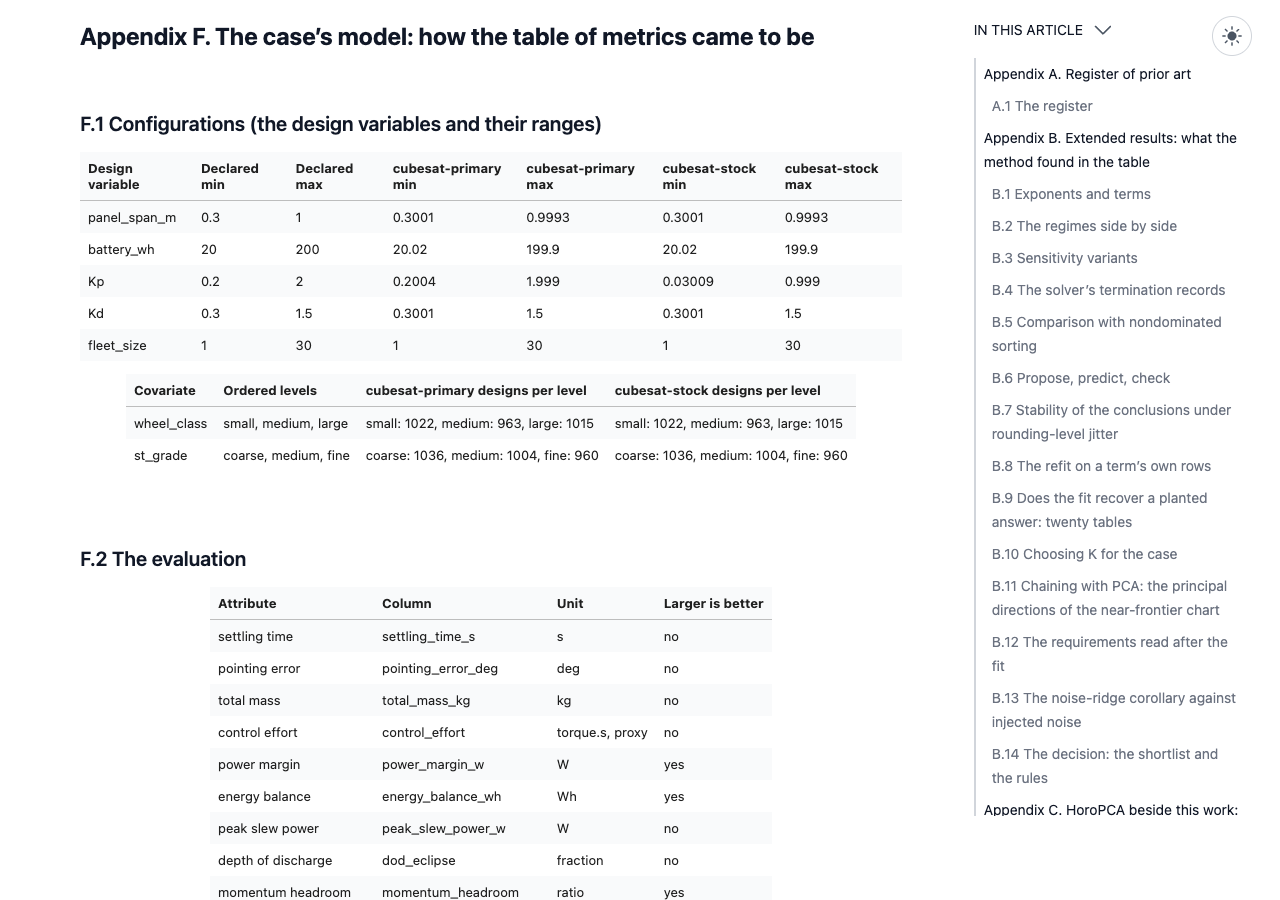 Appendix F. The case’s model: how the table of metrics came to be
F.1 Configurations (the design variables and their ranges)
Design variable Declared min Declared max cubesat-primary min cubesat-primary max cubesat-stock min cubesat-stock max
panel_span_m 0.3 1 0.3001 0.9993 0.3001 0.9993
battery_wh 20 200 20.02 199.9 20.02 199.9
Kp 0.2 2 0.2004 1.999 0.03009 0.999
Kd 0.3 1.5 0.3001 1.5 0.3001 1.5
fleet_size 1 30 1 30 1 30
Covariate Ordered levels cubesat-primary designs per level cubesat-stock designs per level
wheel_class small, medium, large small: 1022, medium: 963, large: 1015 small: 1022, medium: 963, large: 1015
st_grade coarse, medium, fine coarse: 1036, medium: 1004, fine: 960 coarse: 1036, medium: 1004, fine: 960
F.2 The evaluation
Attribute Column Unit Larger is better
settling time settling_time_s s no
pointing error pointing_error_deg deg no
total mass total_mass_kg kg no
control effort control_effort torque.s, proxy no
power margin power_margin_w W yes
energy balance energy_balance_wh Wh yes
peak slew power peak_slew_power_w W no
depth of discharge dod_eclipse fraction no
momentum headroom momentum_headroom ratio yes
IN THIS ARTICLE
Appendix A. Register of prior art
A.1 The register
Appendix B. Extended results: what the
method found in the table
B.1 Exponents and terms
B.2 The regimes side by side
B.3 Sensitivity variants
B.4 The solver’s termination records
B.5 Comparison with nondominated
sorting
B.6 Propose, predict, check
B.7 Stability of the conclusions under
rounding-level jitter
B.8 The refit on a term’s own rows
B.9 Does the fit recover a planted
answer: twenty tables
B.10 Choosing K for the case
B.11 Chaining with PCA: the principal
directions of the near-frontier chart
B.12 The requirements read after the
fit
B.13 The noise-ridge corollary against
injected noise
B.14 The decision: the shortlist and
the rules
Appendix C. HoroPCA beside this work: